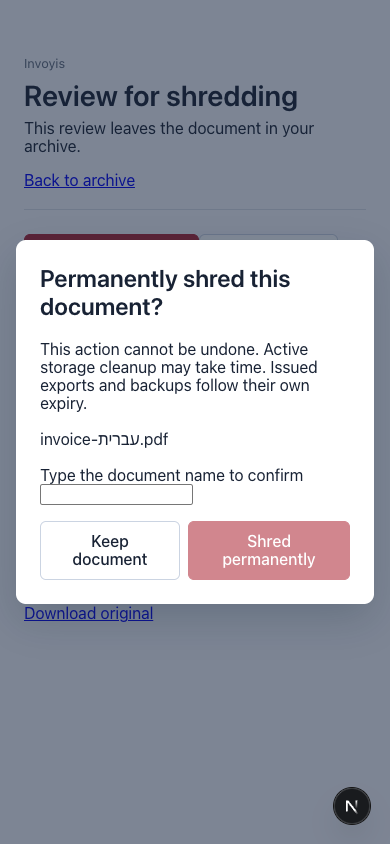 Invoyis
Review for shredding
This review leaves the document in your
archive.
Back to archive
Permanently shred this
document?
This action cannot be undone. Active
storage cleanup may take time. Issued
exports and backups follow their own
expiry.
invoice-עברית.pdf
Type the document name to confirm
Keep
document
Shred
permanently
Download original
N